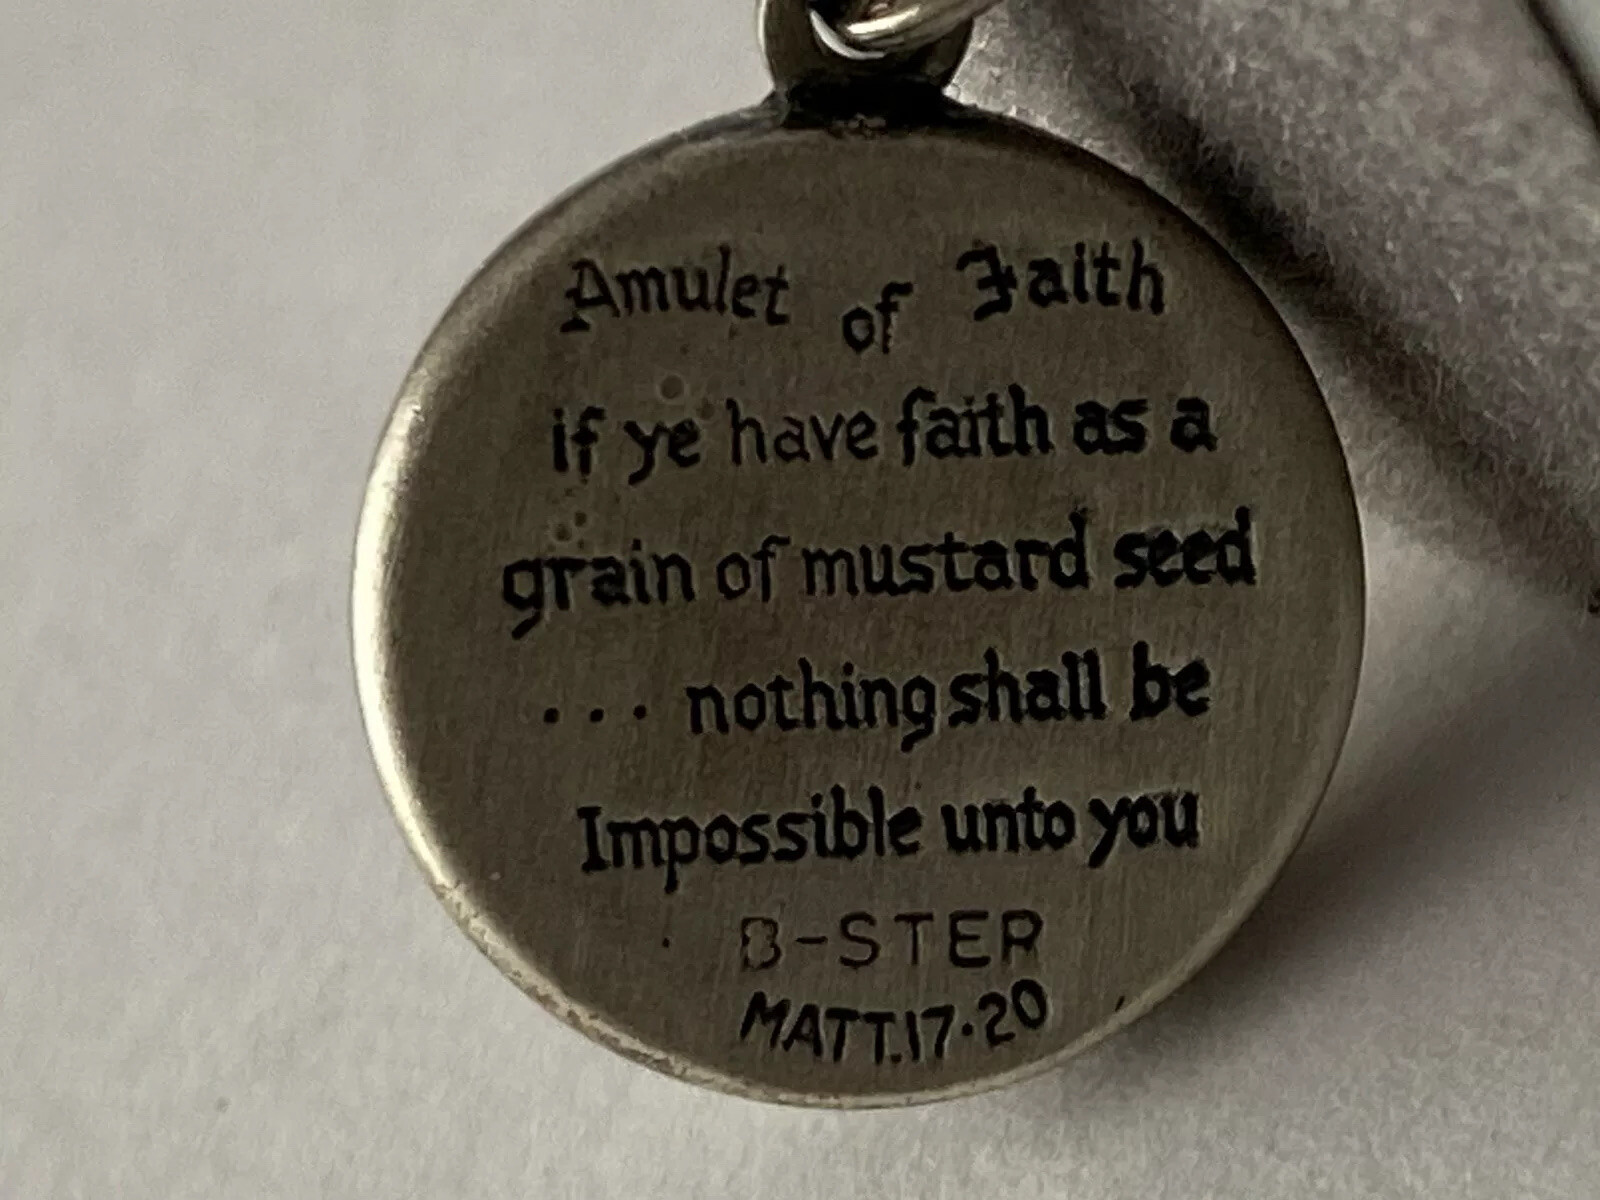 Amulet of Faith
if ye have faith as a
grain of mustard seed
... nothing shall be
Impossible unto you
B-STER
MATT.17·20